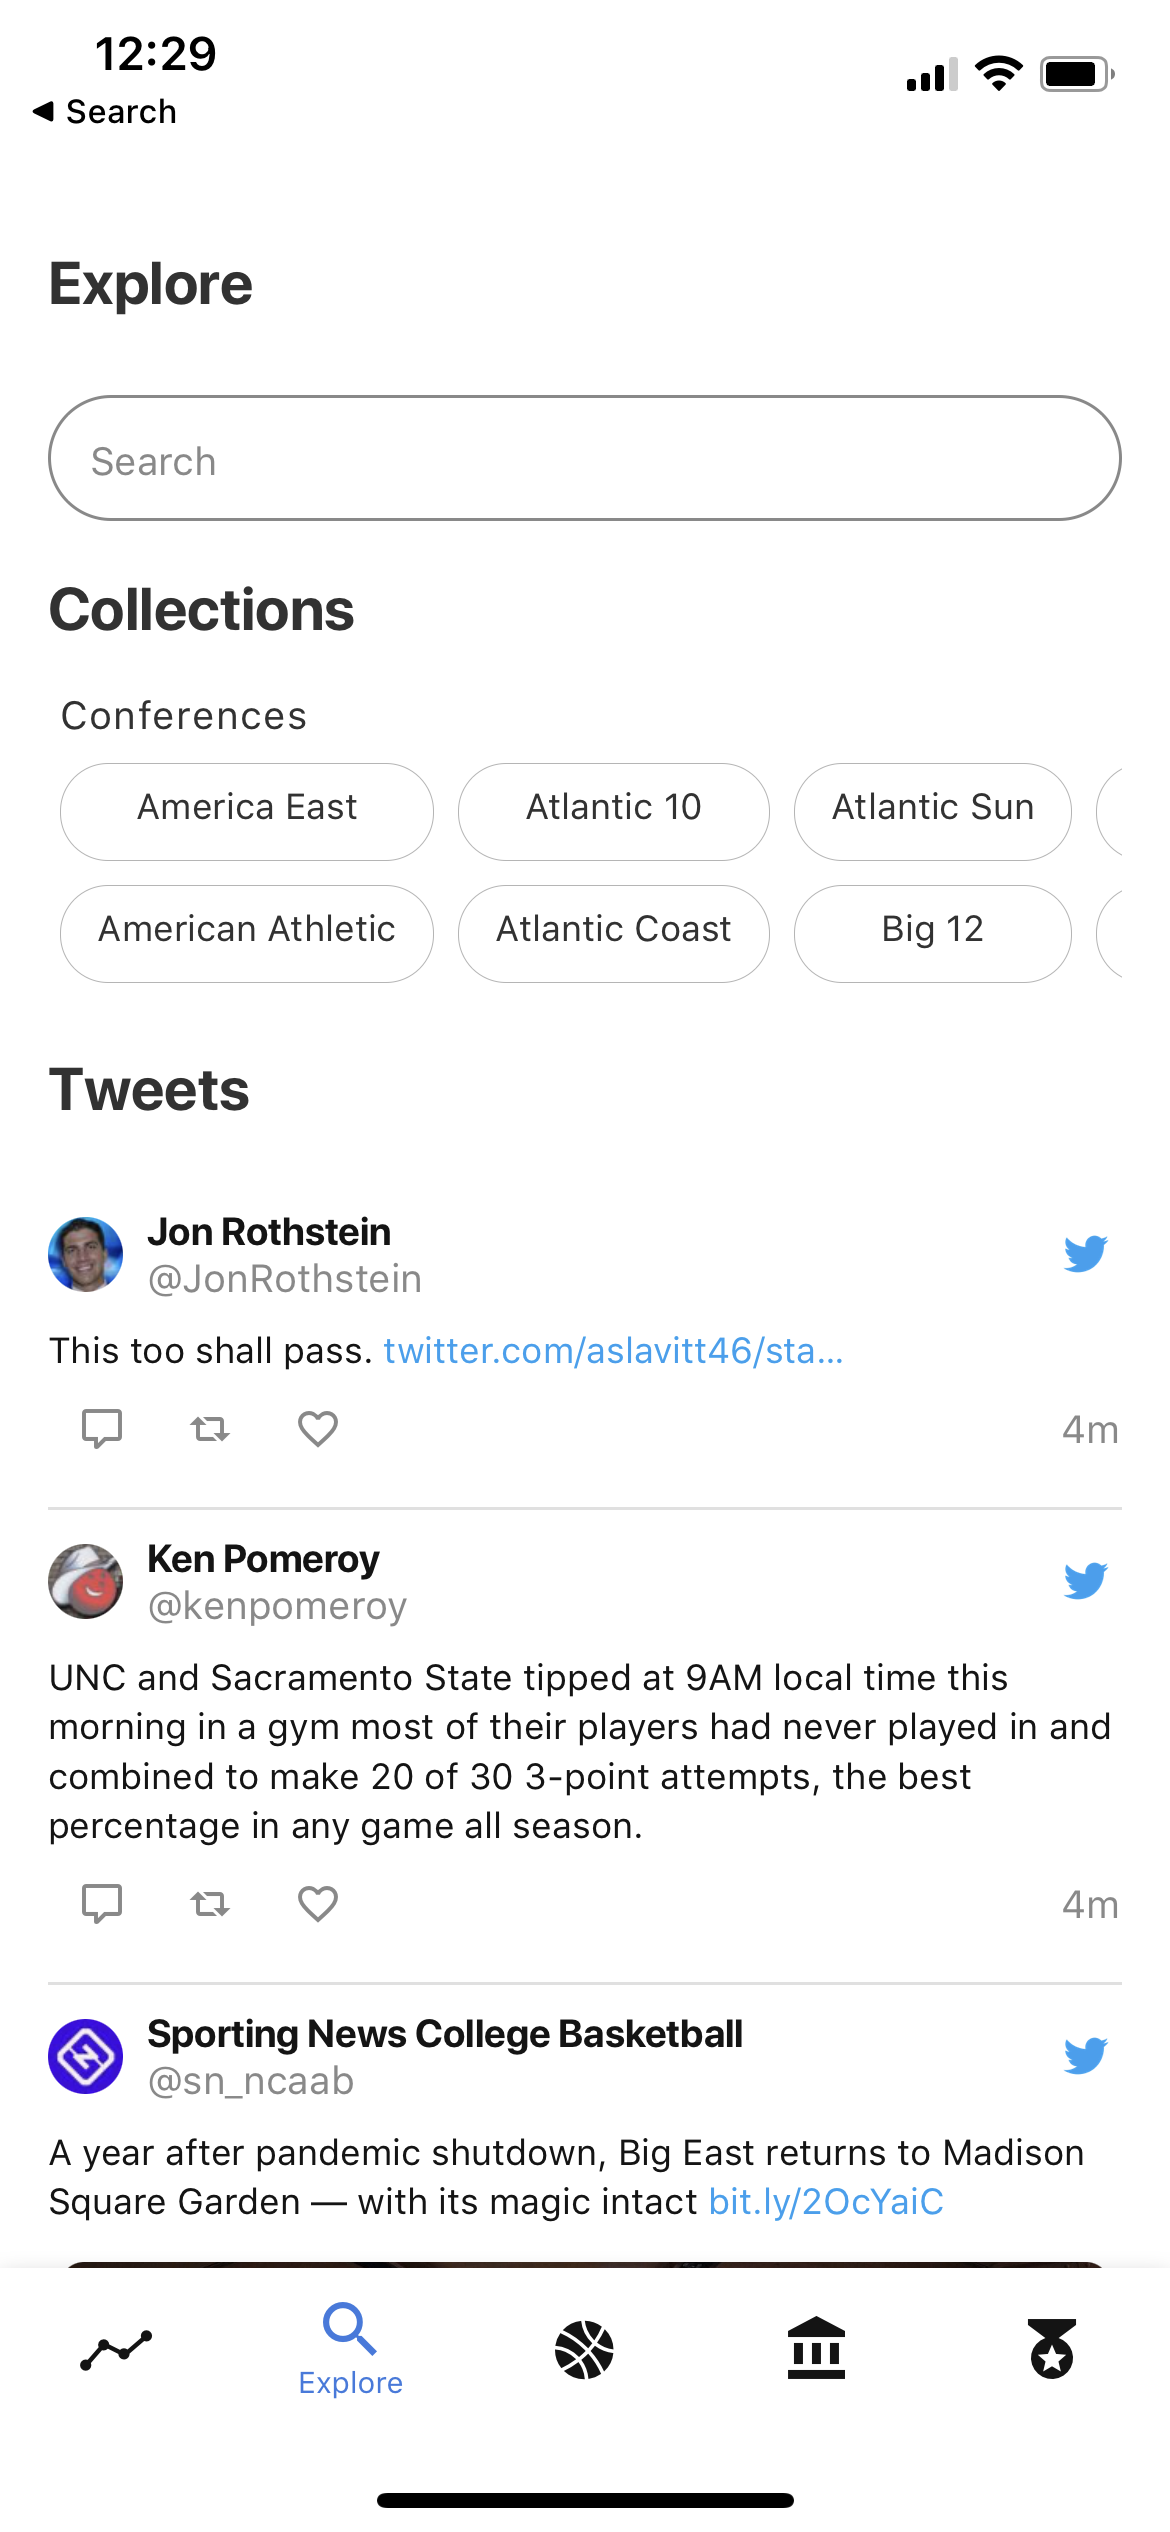 12:29
◀ Search
Explore
Search
Collections
Conferences
America East
Atlantic 10
Atlantic Sun
American Athletic
Atlantic Coast
Big 12
Tweets
Jon Rothstein
@JonRothstein
This too shall pass. twitter.com/aslavitt46/sta...
4m
Ken Pomeroy
@kenpomeroy
UNC and Sacramento State tipped at 9AM local time this
morning in a gym most of their players had never played in and
combined to make 20 of 30 3-point attempts, the best
percentage in any game all season.
4m
Sporting News College Basketball
@sn_ncaab
A year after pandemic shutdown, Big East returns to Madison
Square Garden — with its magic intact bit.ly/2OcYaiC
Explore